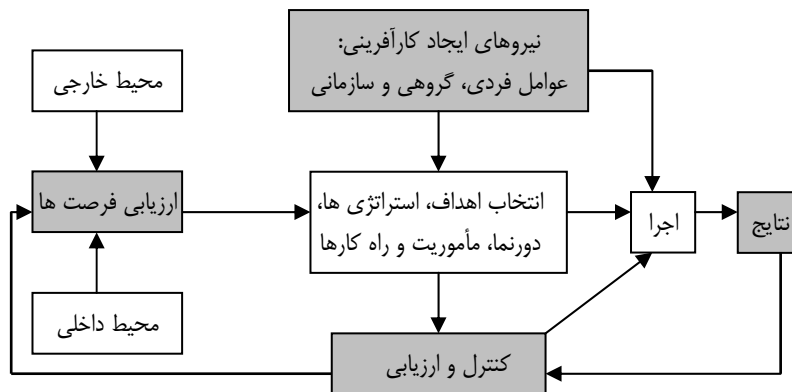 نیروهای ایجاد کارآفرینی:
عوامل فردی، گروهی و سازمانی
محیط خارجی
ارزیابی فرصت ها
انتخاب اهداف، استراتژی ها،
دورنما، مأموریت و راه کارها
اجرا
نتایج
محیط داخلی
کنترل و ارزیابی